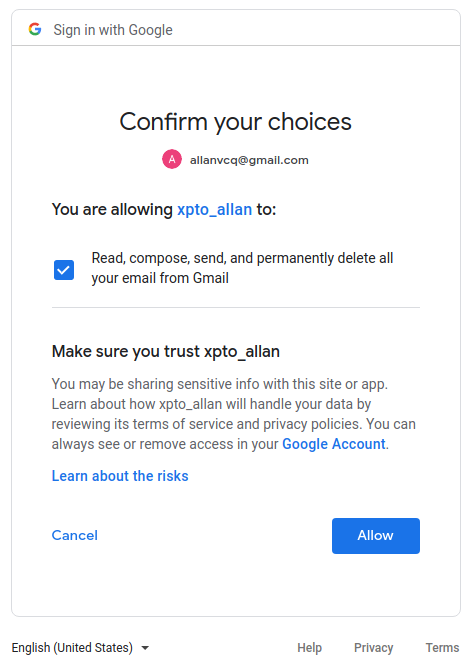 Sign in with Google
Confirm your choices
A allanvcq@gmail.com
You are allowing xpto_allan to:
Read, compose, send, and permanently delete all
your email from Gmail
Make sure you trust xpto_allan
You may be sharing sensitive info with this site or app.
Learn about how xpto_allan will handle your data by
reviewing its terms of service and privacy policies. You can
always see or remove access in your Google Account.
Learn about the risks
Cancel Allow
English (United States) Help Privacy Terms